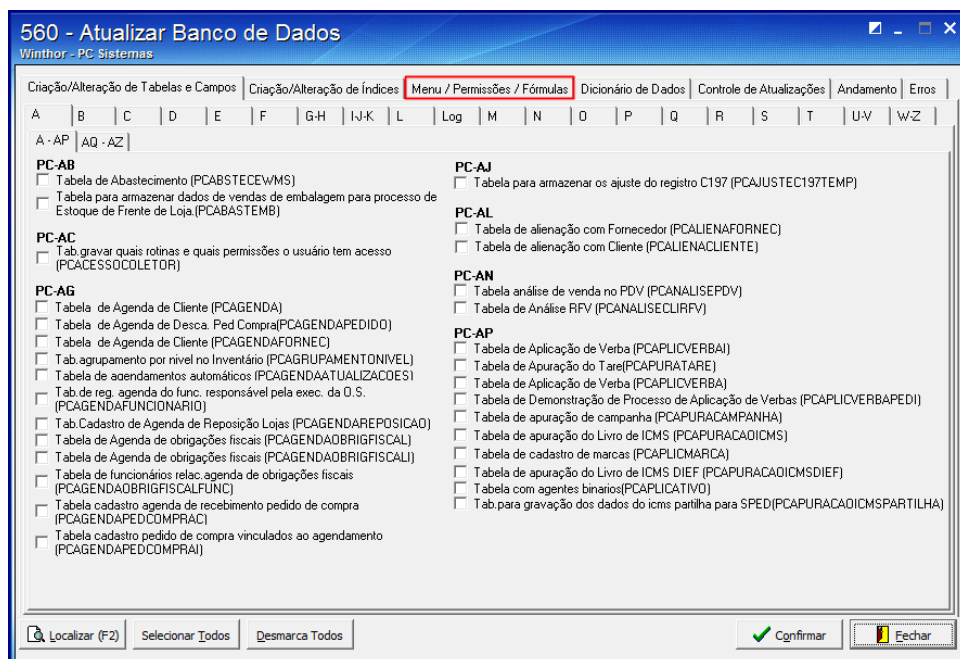 560 - Atualizar Banco de Dados
Winthor - PC Sistemas
Criação/Alteração de Tabelas e Campos
Criação/Alteração de Índices
Menu / Permissões / Fórmulas
Dicionário de Dados
Controle de Atualizações
Andamento
Erros
A
B
C
D
E
F
G-H
I-J-K
L
Log
M
N
O
P
Q
R
S
T
U-V
W-Z
A - AP
AQ - AZ
PC-AB
Tabela de Abastecimento (PCABSTECEWMS)
Tabela para armazenar dados de vendas de embalagem para processo de
Estoque de Frente de Loja.(PCABASTEMB)
PC-AC
Tab.gravar quais rotinas e quais permissões o usuário tem acesso
(PCACESSOCOLETOR)
PC-AG
Tabela de Agenda de Cliente (PCAGENDA)
Tabela de Agenda de Desca. Ped Compra(PCAGENDAPEDIDO)
Tabela de Agenda de Cliente (PCAGENDAFORNEC)
Tab.agrupamento por nivel no Inventário (PCAGRUPAMENTONIVEL)
Tabela de agendamentos automáticos (PCAGENDAATUALIZACOES)
Tab.de reg. agenda do func. responsável pela exec. da O.S.
(PCAGENDAFUNCIONARIO)
Tab.Cadastro de Agenda de Reposição Lojas (PCAGENDAREPOSICAO)
Tabela de Agenda de obrigações fiscais (PCAGENDAOBRIGFISCAL)
Tabela de Agenda de obrigações fiscais (PCAGENDAOBRIGFISCALI)
Tabela de funcionários relac.agenda de obrigações fiscais
(PCAGENDAOBRIGFISCALFUNC)
Tabela cadastro agenda de recebimento pedido de compra
(PCAGENDAPEDCOMPRAC)
Tabela cadastro pedido de compra vinculados ao agendamento
(PCAGENDAPEDCOMPRAI)
PC-AJ
Tabela para armazenar os ajuste do registro C197 (PCAJUSTEC197TEMP)
PC-AL
Tabela de alienação com Fornecedor (PCALIENAFORNEC)
Tabela de alienação com Cliente (PCALIENACLIENTE)
PC-AN
Tabela análise de venda no PDV (PCANALISEPDV)
Tabela de Análise RFV (PCANALISECLIRFV)
PC-AP
Tabela de Aplicação de Verba (PCAPLICVERBAI)
Tabela de Apuração do Tare(PCAPURATARE)
Tabela de Aplicação de Verba (PCAPLICVERBA)
Tabela de Demonstração de Processo de Aplicação de Verbas (PCAPLICVERBAPEDI)
Tabela de apuração de campanha (PCAPURACAMPANHA)
Tabela de apuração do Livro de ICMS (PCAPURACAOICMS)
Tabela de cadastro de marcas (PCAPLICMARCA)
Tabela de apuração do Livro de ICMS DIEF (PCAPURACAOICMSDIEF)
Tabela com agentes binarios(PCAPLICATIVO)
Tab.para gravação dos dados do icms partilha para SPED(PCAPURACAOICMSPARTILHA)
Localizar (F2)
Selecionar Todos
Desmarca Todos
Confirmar
Fechar